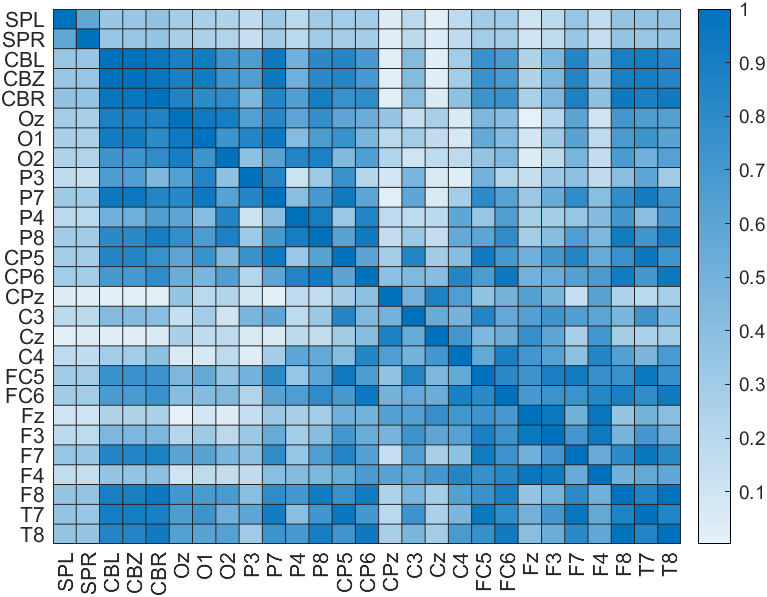 SPL
SPR
CBL
CBZ
CBR
Oz
O1
O2
P3
P7
P4
P8
CP5
CP6
CPz
C3
Cz
C4
FC5
FC6
Fz
F3
F7
F4
F8
T7
T8
SPL SPR CBL CBZ CBR Oz O1 O2 P3 P7 P4 P8 CP5 CP6 CPz C3 Cz C4 FC5 FC6 Fz F3 F7 F4 F8 T7 T8
1
0.9
0.8
0.7
0.6
0.5
0.4
0.3
0.2
0.1